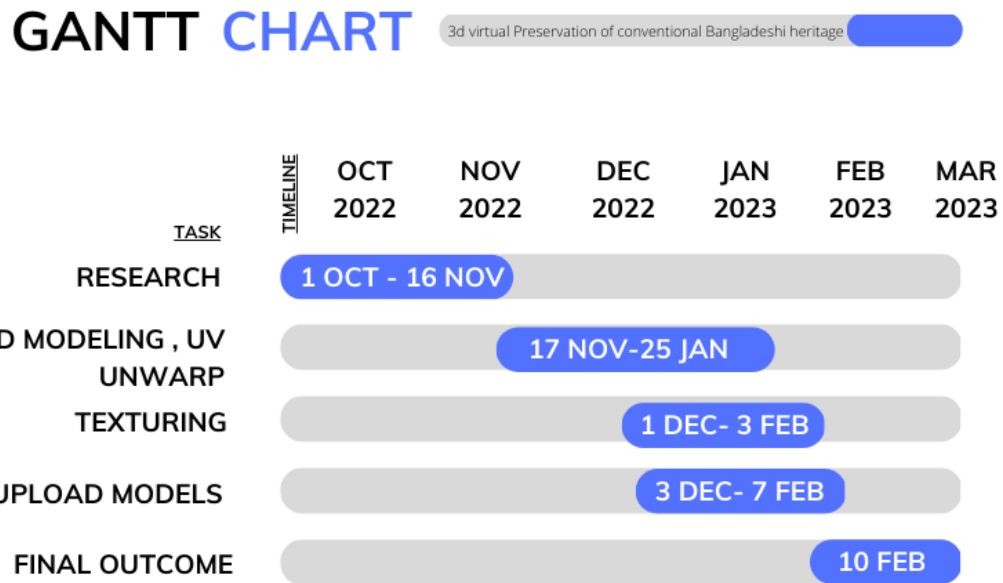 GANTT CHART
3d virtual Preservation of conventional Bangladeshi heritage
TIMELINE
OCT 2022
NOV 2022
DEC 2022
JAN 2023
FEB 2023
MAR 2023
TASK
RESEARCH
1 OCT - 16 NOV
D MODELING , UV
UNWARP
17 NOV-25 JAN
TEXTURING
1 DEC- 3 FEB
UPLOAD MODELS
3 DEC- 7 FEB
FINAL OUTCOME
10 FEB